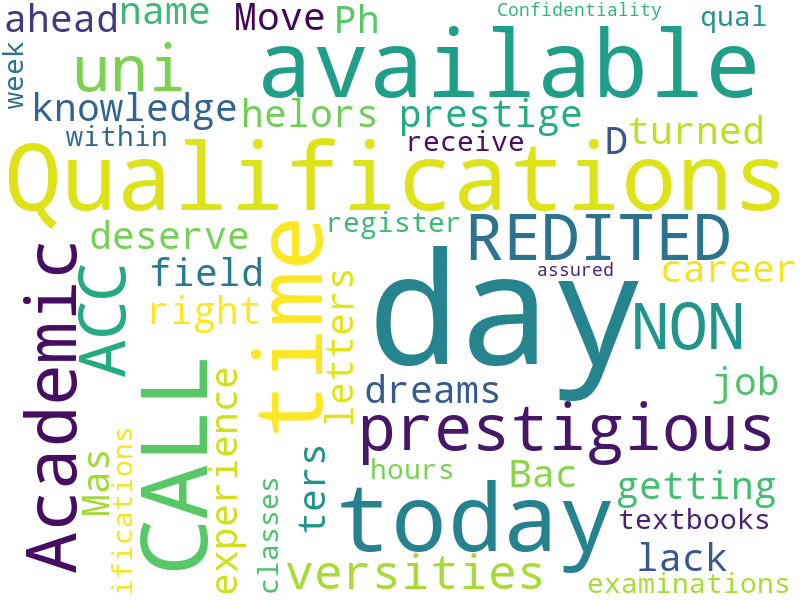 ahead name Move Ph Confidentiality qual
week uni available
knowledge helors prestige
within receive D turned
Qualifications
deserve register REDITED
field assured career
right time day NON
Academic ACC letters
CALL experience dreams job
prestigious
Mas ters hours Bac getting
ifications classes today textbooks
versities lack
examinations